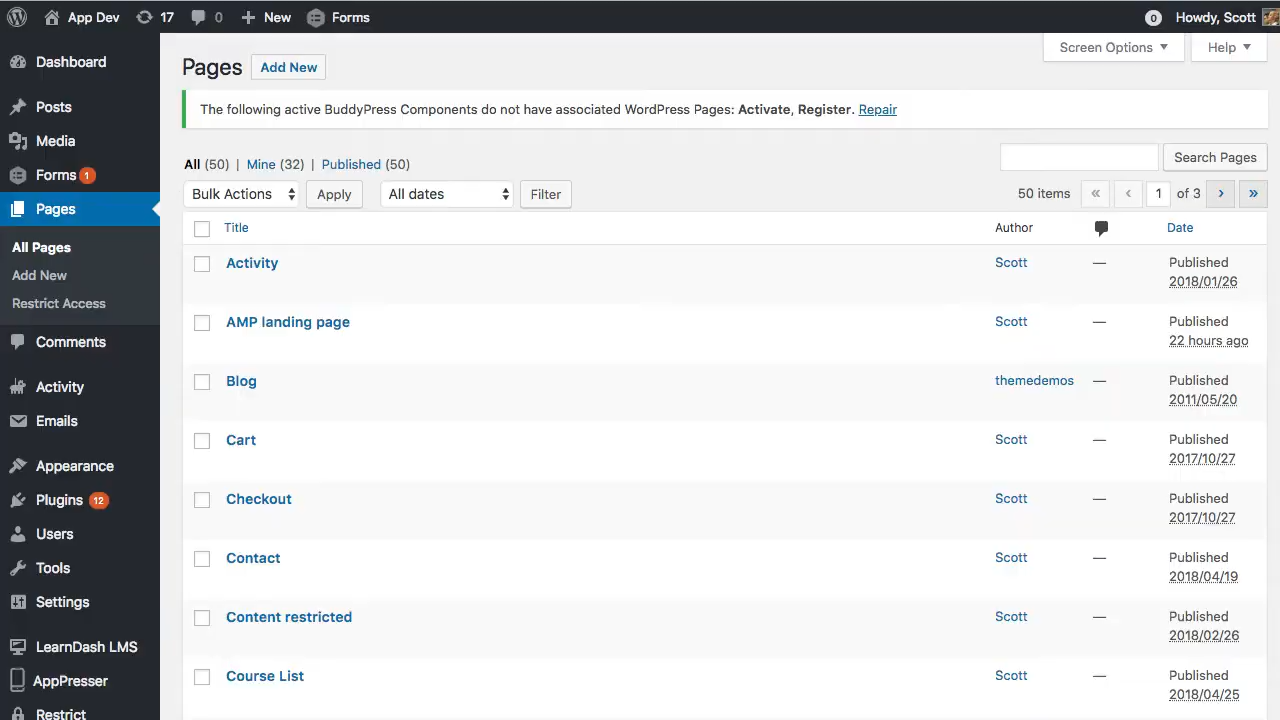 App Dev 17 0 New Forms 0 Howdy, Scott
Screen Options Help
Dashboard
Posts
Media
Forms 1
Pages
All Pages
Add New
Restrict Access
Comments
Activity
Emails
Appearance
Plugins 12
Users
Tools
Settings
LearnDash LMS
AppPresser
Restrict
Pages Add New
The following active BuddyPress Components do not have associated WordPress Pages: Activate, Register. Repair
All (50) | Mine (32) | Published (50)
Search Pages
Bulk Actions Apply All dates Filter 50 items « ‹ 1 of 3 › »
Title Author Date
Activity Scott — Published
2018/01/26
AMP landing page Scott — Published
22 hours ago
Blog themedemos — Published
2011/05/20
Cart Scott — Published
2017/10/27
Checkout Scott — Published
2017/10/27
Contact Scott — Published
2018/04/19
Content restricted Scott — Published
2018/02/26
Course List Scott — Published
2018/04/25